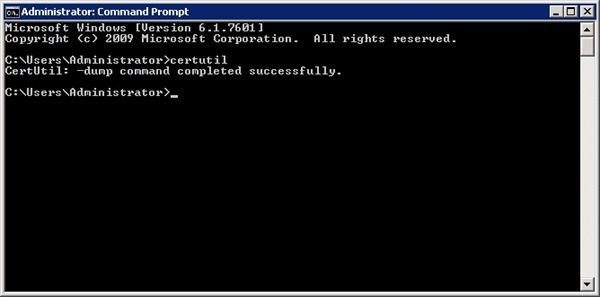 Administrator: Command Prompt
Microsoft Windows [Version 6.1.7601]
Copyright (c) 2009 Microsoft Corporation.  All rights reserved.
C:\Users\Administrator>certutil
CertUtil: -dump command completed successfully.
C:\Users\Administrator>_